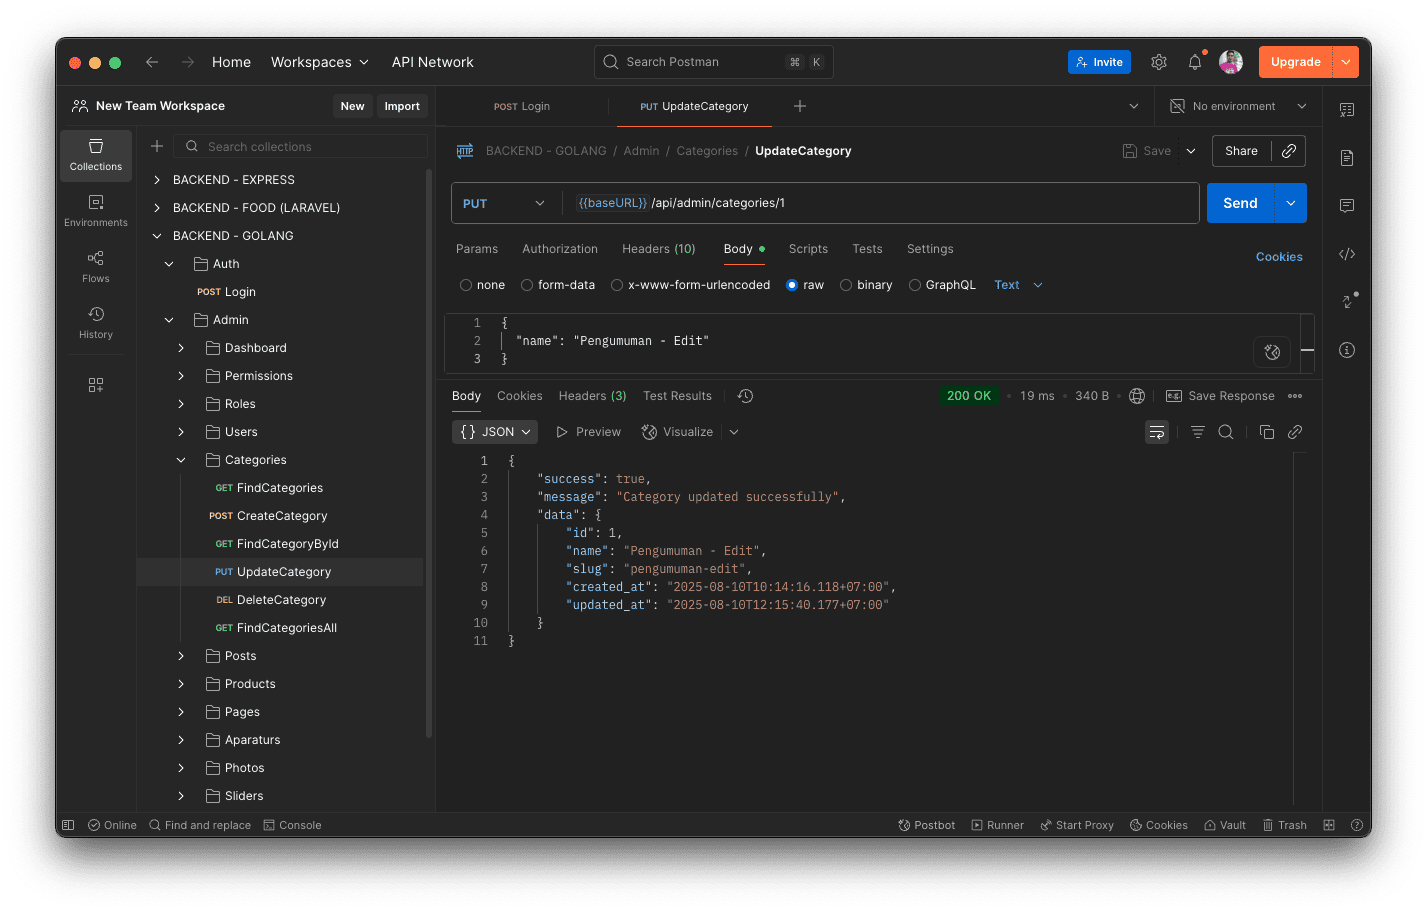 Home Workspaces API Network Search Postman ⌘ K Invite Upgrade
New Team Workspace New Import POST Login PUT UpdateCategory No environment
Collections
Environments
Flows
History
Search collections
BACKEND - EXPRESS
BACKEND - FOOD (LARAVEL)
BACKEND - GOLANG
Auth
POST Login
Admin
Dashboard
Permissions
Roles
Users
Categories
GET FindCategories
POST CreateCategory
GET FindCategoryById
PUT UpdateCategory
DEL DeleteCategory
GET FindCategoriesAll
Posts
Products
Pages
Aparaturs
Photos
Sliders
HTTP BACKEND - GOLANG / Admin / Categories / UpdateCategory Save Share
PUT {{baseURL}} /api/admin/categories/1 Send
Params Authorization Headers (10) Body Scripts Tests Settings Cookies
none form-data x-www-form-urlencoded raw binary GraphQL Text
1 {
2 "name": "Pengumuman - Edit"
3 }
Body Cookies Headers (3) Test Results 200 OK 19 ms 340 B e.g. Save Response
{} JSON Preview Visualize
1 {
2 "success": true,
3 "message": "Category updated successfully",
4 "data": {
5 "id": 1,
6 "name": "Pengumuman - Edit",
7 "slug": "pengumuman-edit",
8 "created_at": "2025-08-10T10:14:16.118+07:00",
9 "updated_at": "2025-08-10T12:15:40.177+07:00"
10 }
11 }
Online Find and replace Console Postbot Runner Start Proxy Cookies Vault Trash